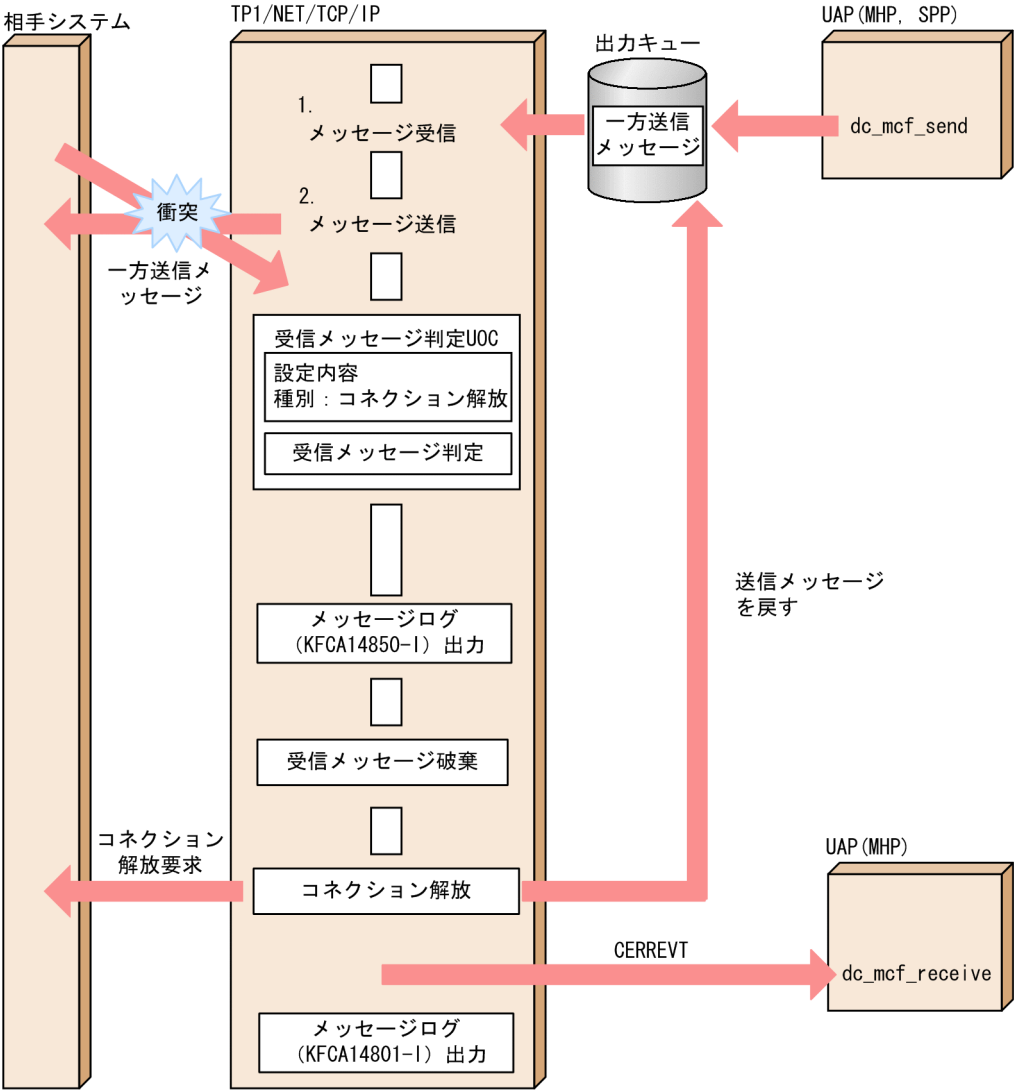 相手システム
TP1/NET/TCP/IP
UAP(MHP, SPP)
出力キュー
一方送信
メッセージ
dc_mcf_send
1.
メッセージ受信
2.
メッセージ送信
衝突
一方送信メ
ッセージ
受信メッセージ判定UOC
設定内容
種別:コネクション解放
受信メッセージ判定
送信メッセージ
を戻す
メッセージログ
(KFCA14850-I) 出力
受信メッセージ破棄
コネクション
解放要求
コネクション解放
UAP(MHP)
CERREVT
dc_mcf_receive
メッセージログ
(KFCA14801-I) 出力